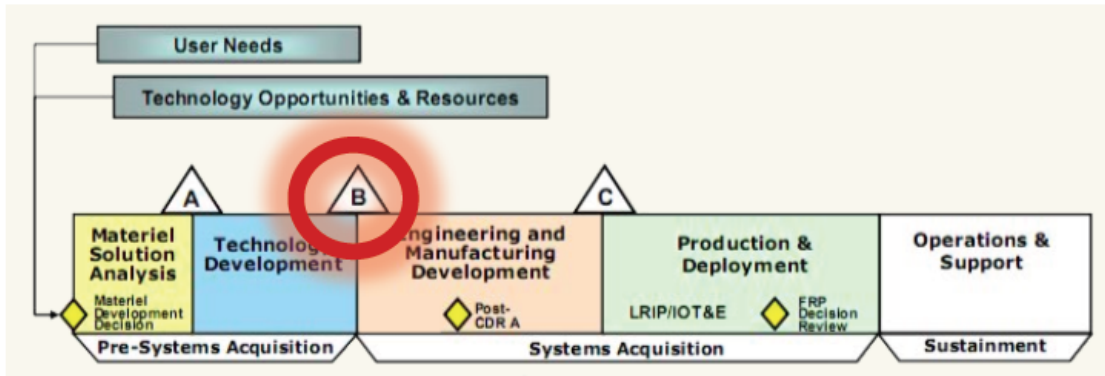 User Needs
Technology Opportunities & Resources
A
B
C
Materiel
Solution
Analysis
Technology
Development
Engineering and
Manufacturing
Development
Production &
Deployment
Operations &
Support
Materiel
Development
Decision
Post-
CDR A
LRIP/IOT&E
FRP
Decision
Review
Pre-Systems Acquisition
Systems Acquisition
Sustainment